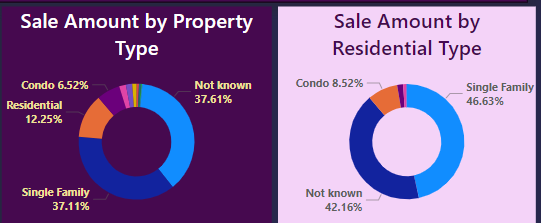 Sale Amount by Property
Type
Condo 6.52%
Not known
37.61%
Residential
12.25%
Single Family
37.11%
Sale Amount by
Residential Type
Condo 8.52%
Single Family
46.63%
Not known
42.16%